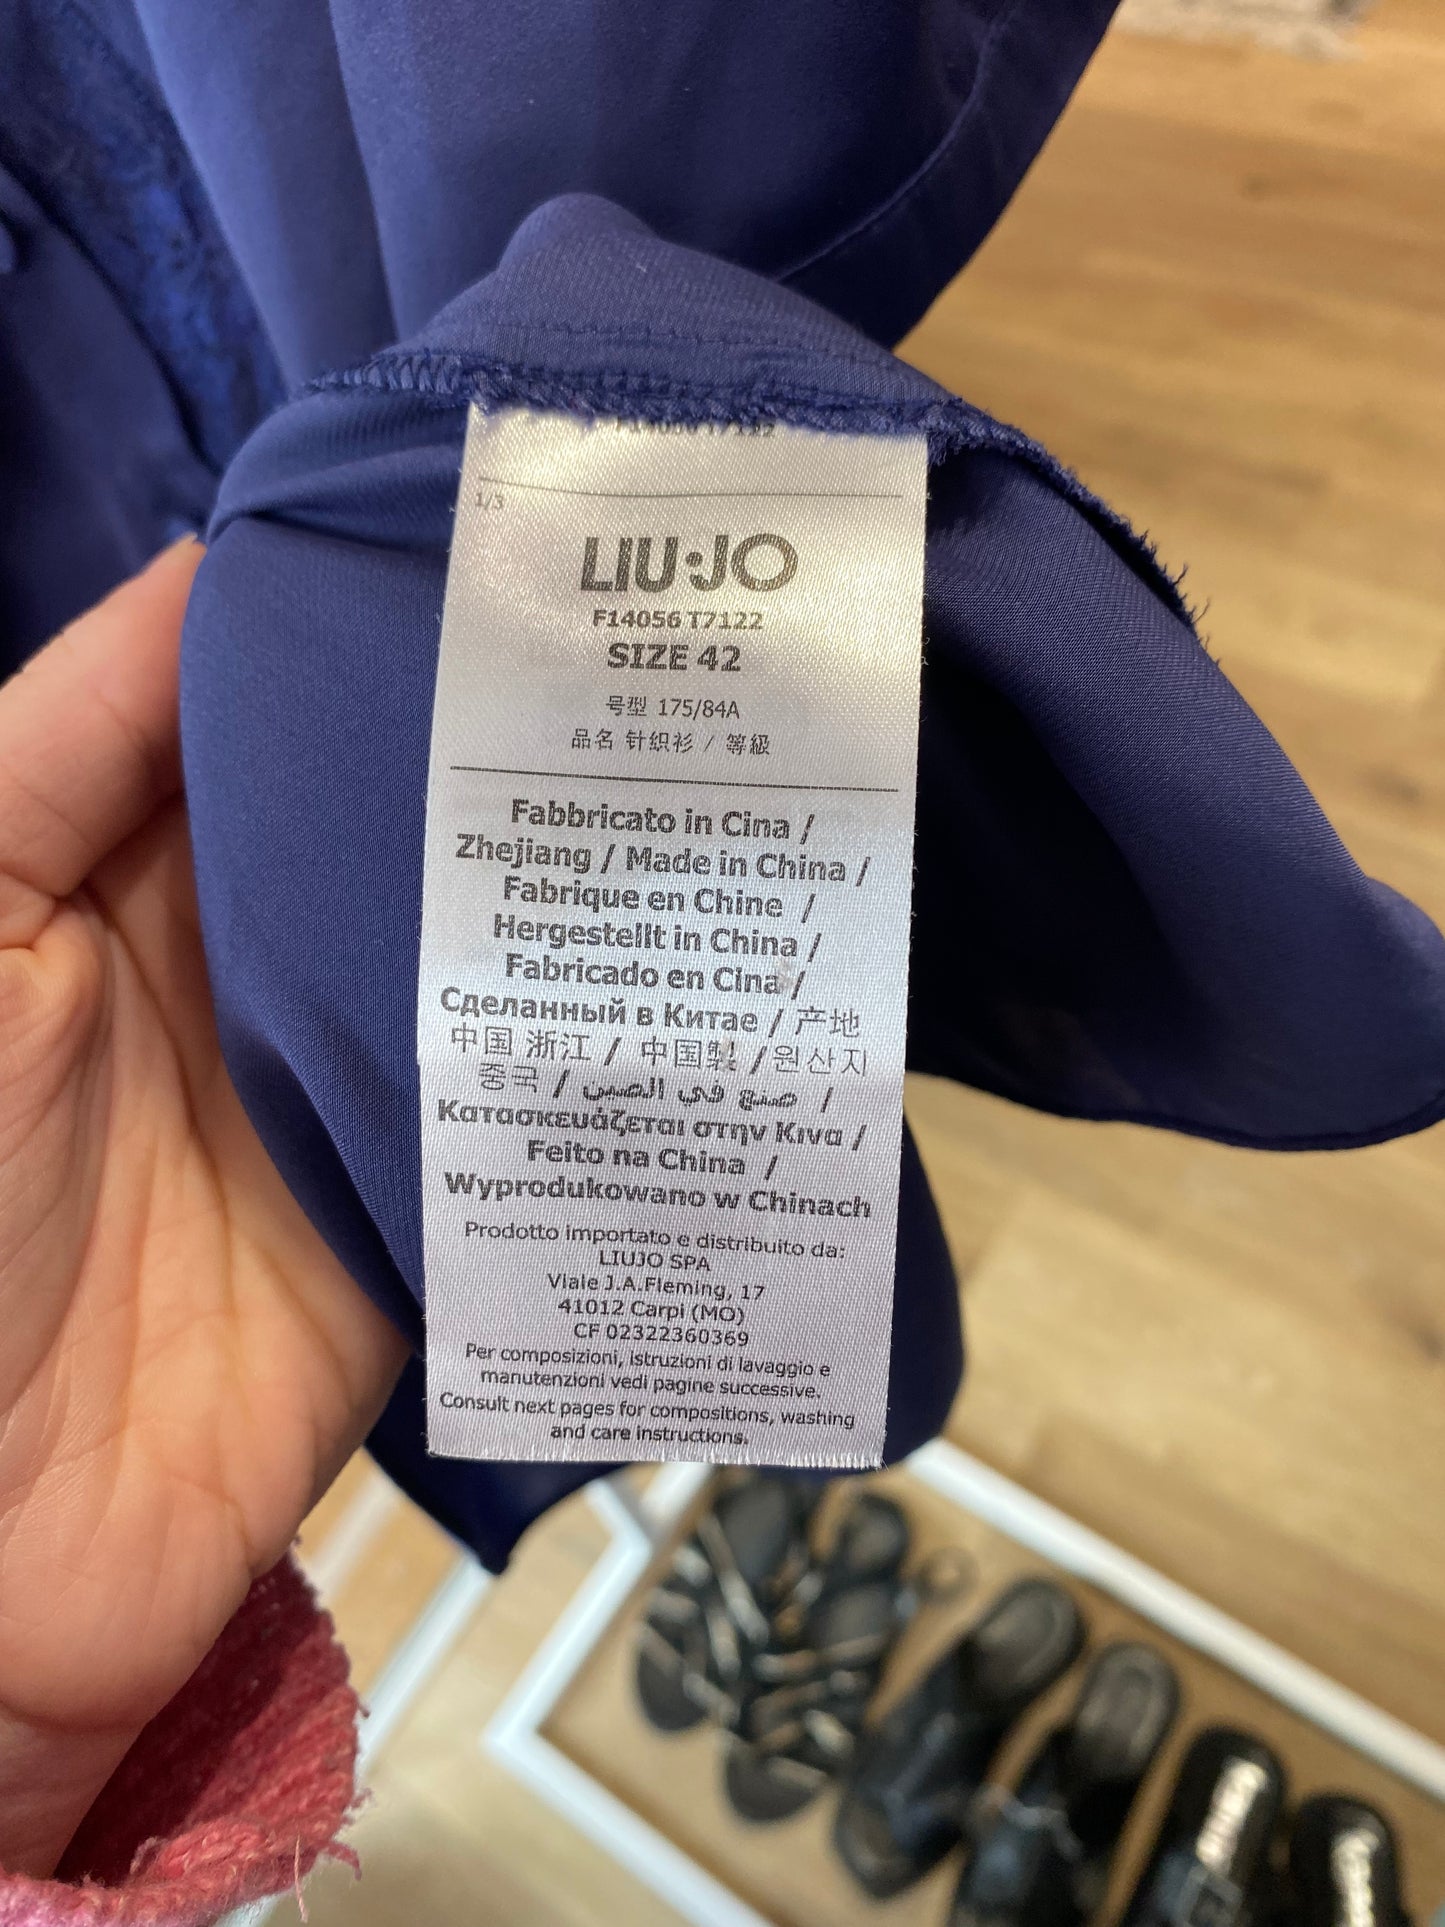 F14056 T7122
1/3
LIU·JO
F14056 T7122
SIZE 42
号型 175/84A
品名 针织衫 / 等級
Fabbricato in Cina /
Zhejiang / Made in China /
Fabrique en Chine /
Hergestellt in China /
Fabricado en Cina /
Сделанный в Китае / 产地
中国 浙江 / 中国製 /원산지
중국 / صنع في الصين /
Κατασκευάζεται στην Κινα /
Feito na China /
Wyprodukowano w Chinach
Prodotto importato e distribuito da:
LIUJO SPA
Viale J.A.Fleming, 17
41012 Carpi (MO)
CF 02322360369
Per composizioni, istruzioni di lavaggio e
manutenzioni vedi pagine successive.
Consult next pages for compositions, washing
and care instructions.